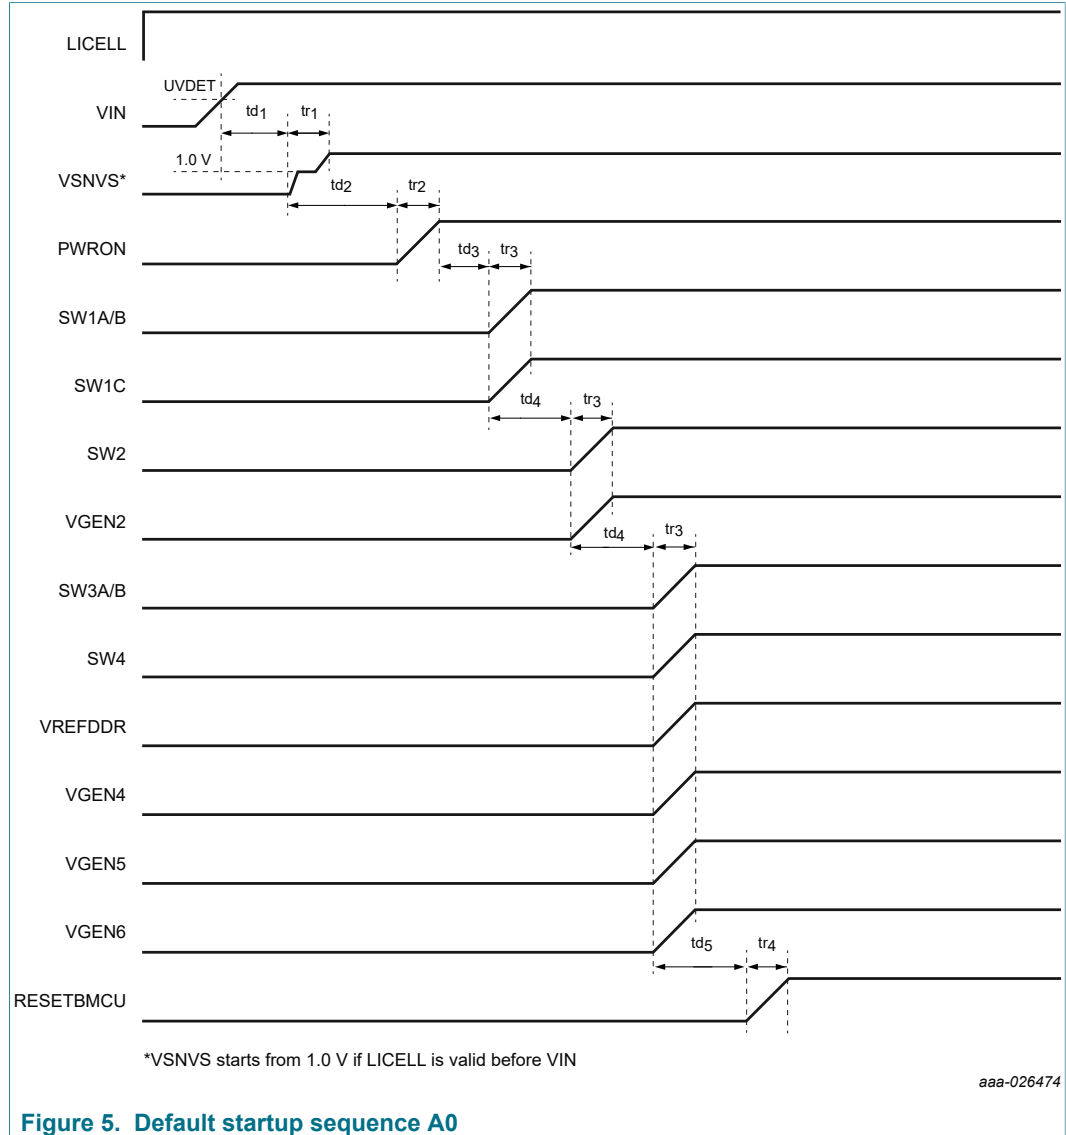 LICELL
UVDET
VIN
td1
tr1
1.0 V
VSNVS*
td2
tr2
PWRON
td3
tr3
SW1A/B
SW1C
td4
tr3
SW2
VGEN2
td4
tr3
SW3A/B
SW4
VREFDDR
VGEN4
VGEN5
VGEN6
td5
tr4
RESETBMCU
*VSNVS starts from 1.0 V if LICELL is valid before VIN
aaa-026474
Figure 5. Default startup sequence A0